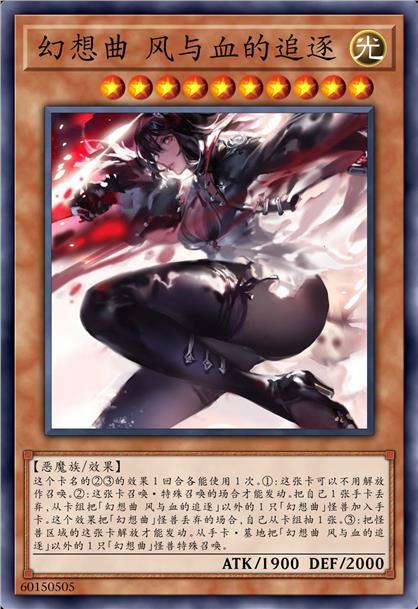 幻想曲 风与血的追逐
光
【恶魔族/效果】
这个卡名的②③的效果1回合各能使用1次。①:这张卡可以不用解放
作召唤。②:这张卡召唤·特殊召唤的场合才能发动。把自己1张手卡丢
弃,从卡组把「幻想曲 风与血的追逐」以外的1只「幻想曲」怪兽加入手
卡。这个效果把「幻想曲」怪兽丢弃的场合,自己从卡组抽1张。③:把怪
兽区域的这张卡解放才能发动。从手卡·墓地把「幻想曲 风与血的追
逐」以外的1只「幻想曲」怪兽特殊召唤。
ATK/1900 DEF/2000
60150505